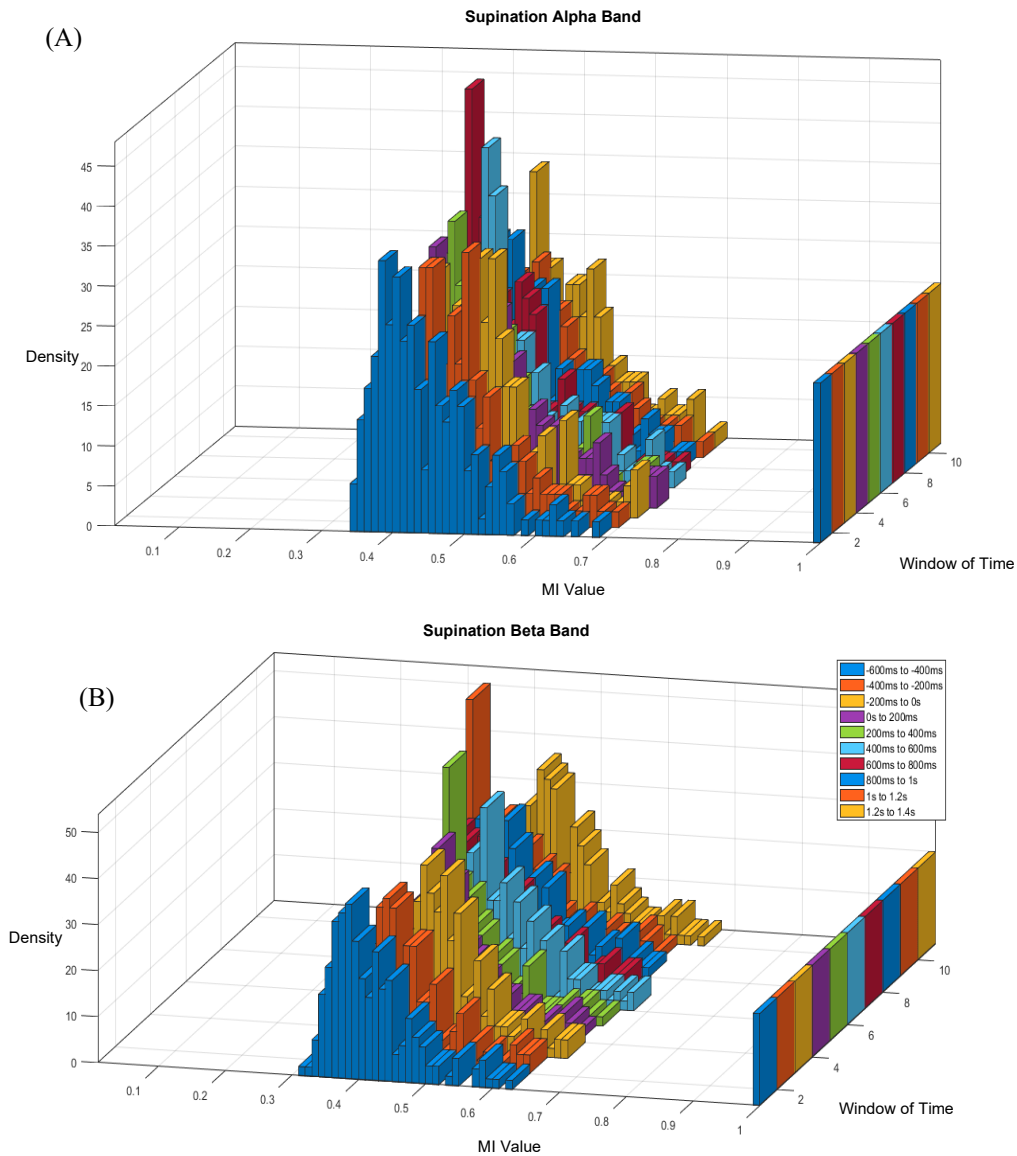 Supination Alpha Band
(A)
45
40
35
30
25
20
15
10
5
0
Density
0.1
0.2
0.3
0.4
0.5
0.6
0.7
0.8
0.9
1
MI Value
2
4
6
8
10
Window of Time
Supination Beta Band
(B)
-600ms to -400ms
-400ms to -200ms
-200ms to 0s
0s to 200ms
200ms to 400ms
400ms to 600ms
600ms to 800ms
800ms to 1s
1s to 1.2s
1.2s to 1.4s
50
40
30
20
10
0
Density
0.1
0.2
0.3
0.4
0.5
0.6
0.7
0.8
0.9
1
MI Value
2
4
6
8
10
Window of Time